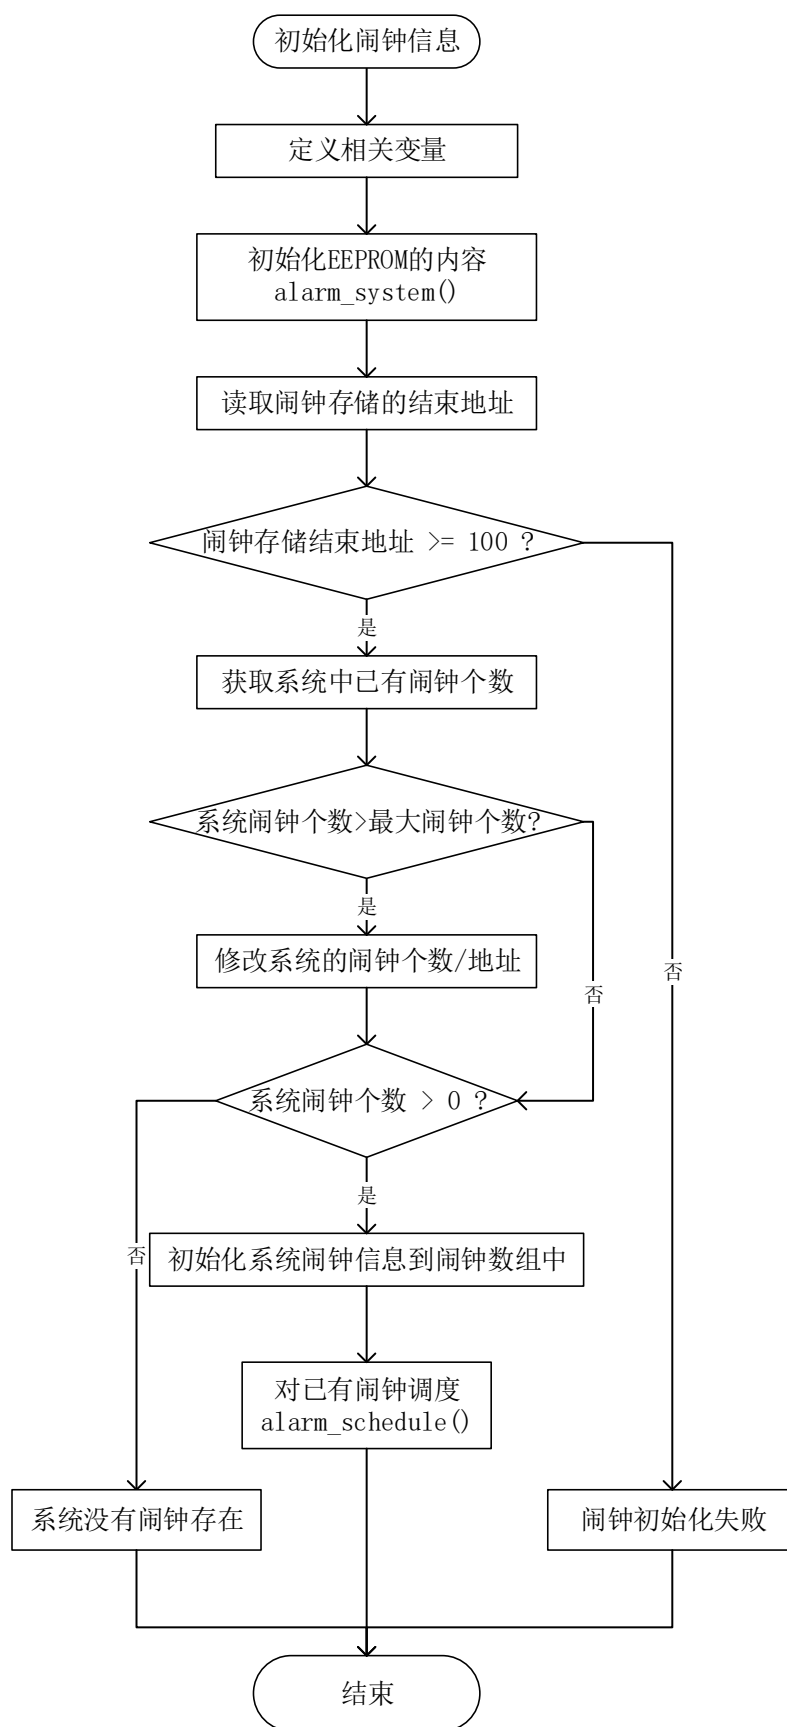 初始化闹钟信息
定义相关变量
初始化EEPROM的内容
alarm_system()
读取闹钟存储的结束地址
闹钟存储结束地址 >= 100 ?
是
获取系统中已有闹钟个数
系统闹钟个数>最大闹钟个数?
是
修改系统的闹钟个数/地址
否
否
系统闹钟个数 > 0 ?
是
否
初始化系统闹钟信息到闹钟数组中
对已有闹钟调度
alarm_schedule()
系统没有闹钟存在
闹钟初始化失败
结束